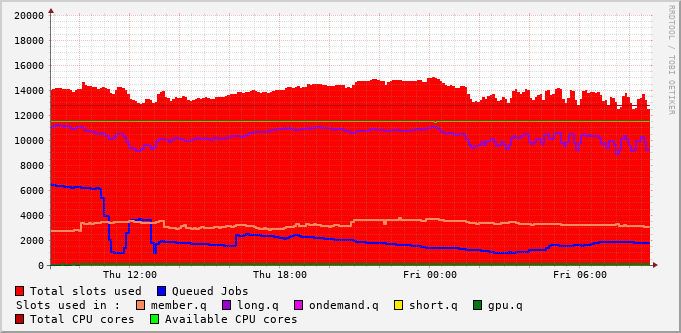 20000
18000
16000
14000
12000
10000
8000
6000
4000
2000
0
Thu 12:00 Thu 18:00 Fri 00:00 Fri 06:00
RRDTOOL / TOBI OETIKER
Total slots used Queued Jobs
Slots used in : member.q long.q ondemand.q short.q gpu.q
Total CPU cores Available CPU cores